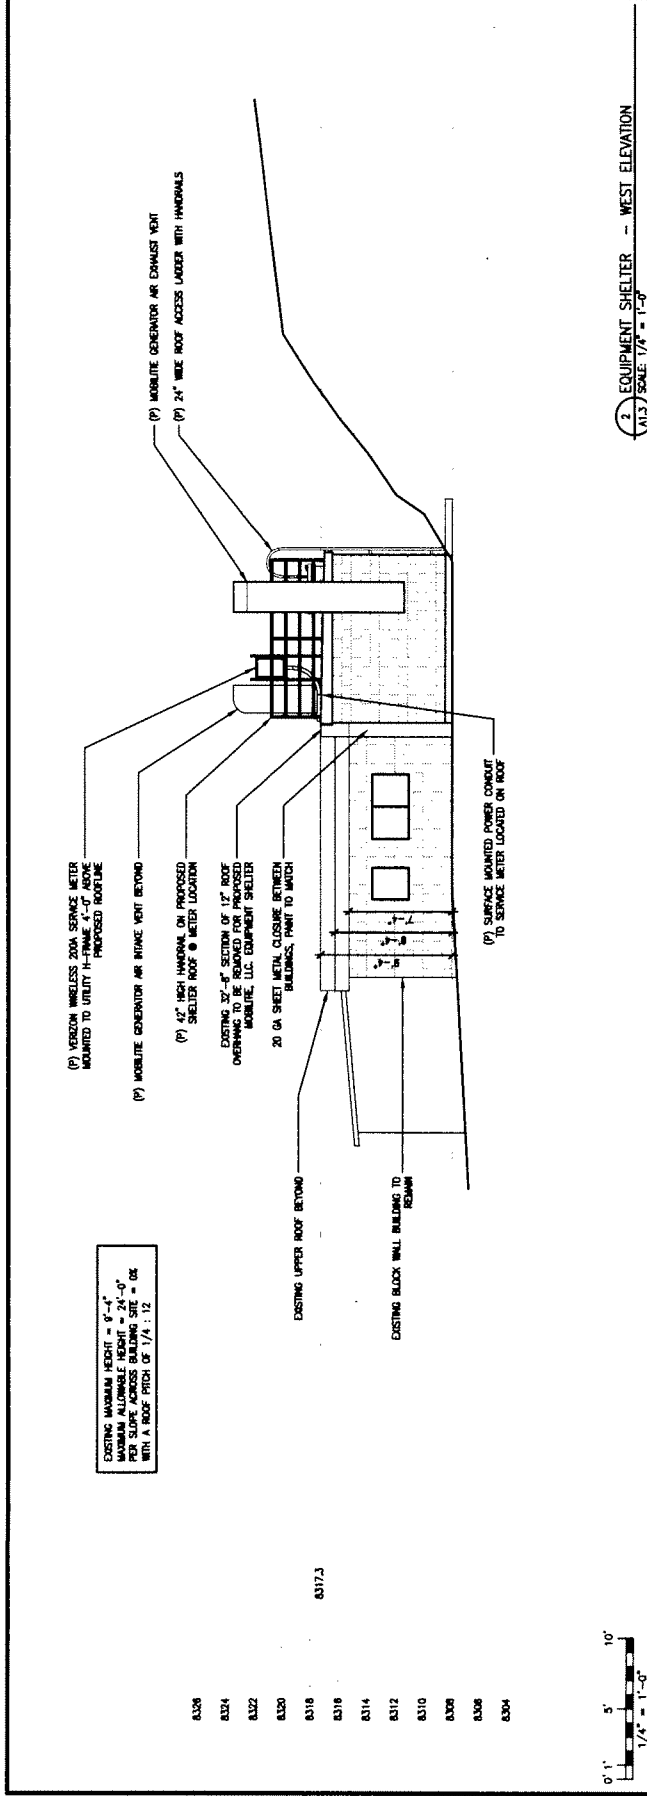 EXISTING MAXIMUM HEIGHT = 9'-4"
MAXIMUM ALLOWABLE HEIGHT = 24'-0"
PER SLOPE ACROSS BUILDING SITE = 0%
WITH A ROOF PITCH OF 1/4 : 12
(P) VERIZON WIRELESS 200A SERVICE METER
MOUNTED TO UTILITY H-FRAME 4'-0" ABOVE
PROPOSED ROOFLINE
(P) MOBILITIE GENERATOR AIR INTAKE VENT BEYOND
(P) 42" HIGH HANDRAIL ON PROPOSED
SHELTER ROOF @ METER LOCATION
EXISTING 32'-8" SECTION OF 12" ROOF
OVERHANG TO BE REMOVED FOR PROPOSED
MOBILITIE, LLC. EQUIPMENT SHELTER
20 GA SHEET METAL CLOSURE BETWEEN
BUILDINGS, PAINT TO MATCH
(P) MOBILITIE GENERATOR AIR EXHAUST VENT
(P) 24" WIDE ROOF ACCESS LADDER WITH HANDRAILS
EXISTING UPPER ROOF BEYOND
EXISTING BLOCK WALL BUILDING TO
REMAIN
9'-4"
8'-4"
7'-4"
(P) SURFACE MOUNTED POWER CONDUIT
TO SERVICE METER LOCATED ON ROOF
8326
8324
8322
8320
8318
8317.3
8316
8314
8312
8310
8308
8306
8304
0' 1' 5' 10'
1/4" = 1'-0"
2 EQUIPMENT SHELTER - WEST ELEVATION
A1.3 SCALE: 1/4" = 1'-0"